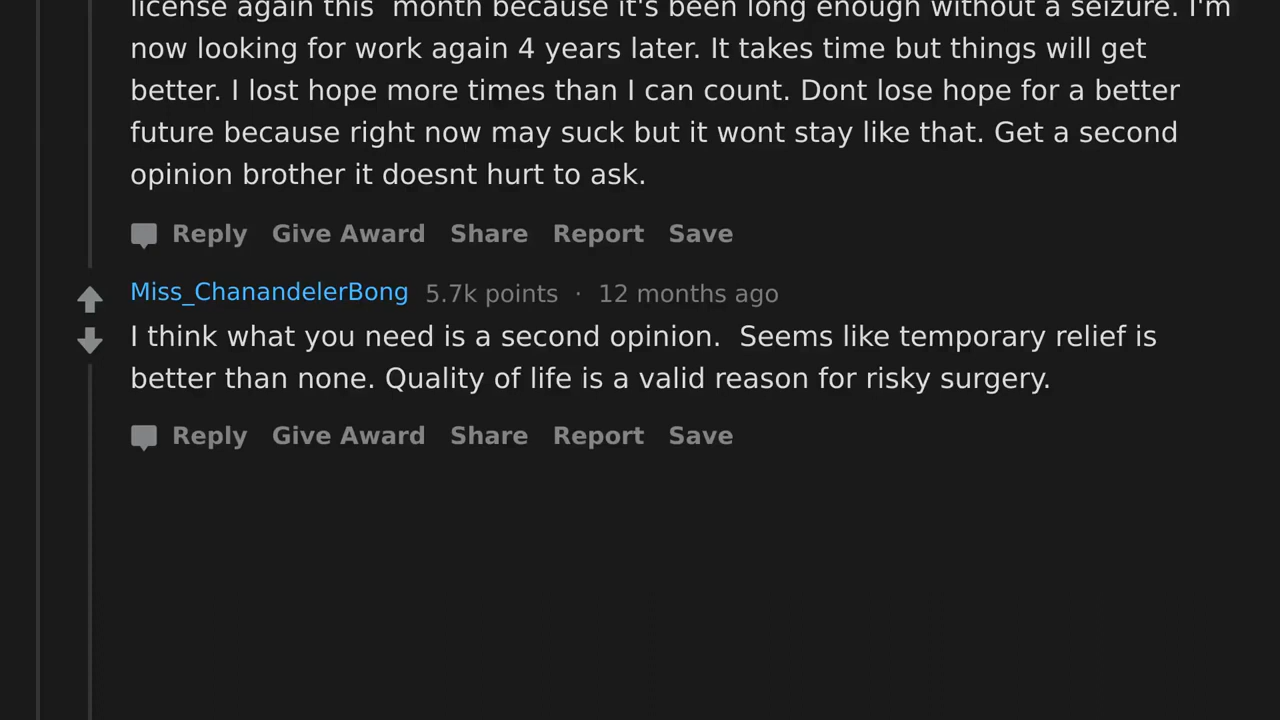 license again this  month because it's been long enough without a seizure. I'm
now looking for work again 4 years later. It takes time but things will get
better. I lost hope more times than I can count. Dont lose hope for a better
future because right now may suck but it wont stay like that. Get a second
opinion brother it doesnt hurt to ask.
Reply Give Award Share Report Save
Miss_ChanandelerBong 5.7k points · 12 months ago
I think what you need is a second opinion.  Seems like temporary relief is
better than none. Quality of life is a valid reason for risky surgery.
Reply Give Award Share Report Save